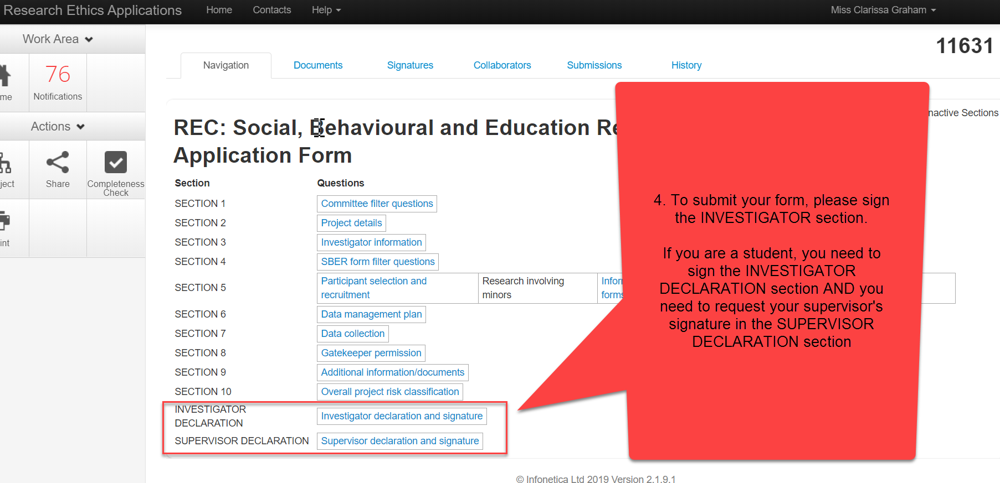 Research Ethics Applications Home Contacts Help Miss Clarissa Graham
Work Area
11631
Navigation Documents Signatures Collaborators Submissions History
76
me Notifications
Actions
nactive Sections
REC: Social, Behavioural and Education Re
Application Form
ject Share Completeness
Check
int
Section Questions
SECTION 1 Committee filter questions
SECTION 2 Project details
SECTION 3 Investigator information
SECTION 4 SBER form filter questions
SECTION 5 Participant selection and
recruitment
Research involving
minors
Infor
forms
SECTION 6 Data management plan
SECTION 7 Data collection
SECTION 8 Gatekeeper permission
SECTION 9 Additional information/documents
SECTION 10 Overall project risk classification
INVESTIGATOR
DECLARATION
Investigator declaration and signature
SUPERVISOR DECLARATION Supervisor declaration and signature
4. To submit your form, please sign
the INVESTIGATOR section.
If you are a student, you need to
sign the INVESTIGATOR
DECLARATION section AND you
need to request your supervisor's
signature in the SUPERVISOR
DECLARATION section
© Infonetica Ltd 2019 Version 2.1.9.1